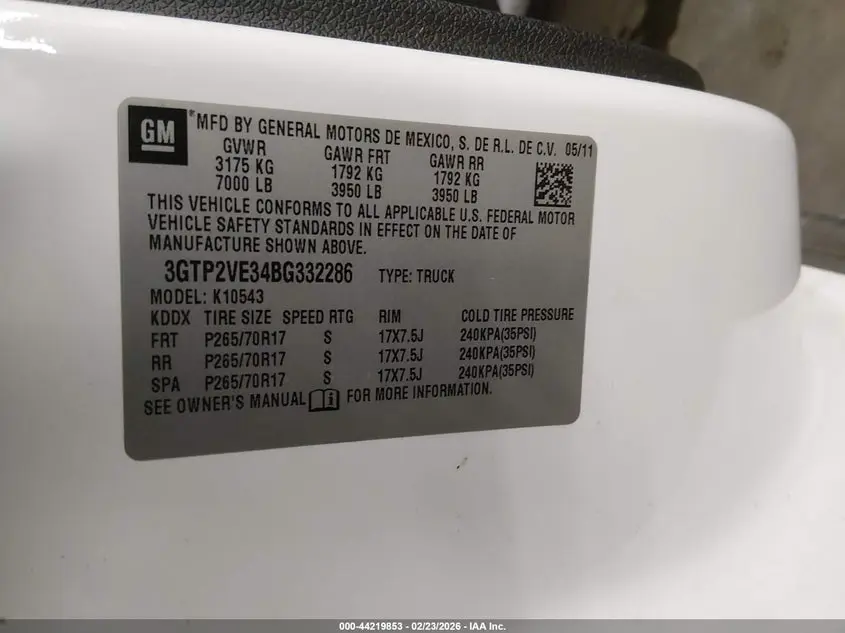 GM
*MFD BY GENERAL MOTORS DE MEXICO, S. DE R.L. DE C.V. 05/11
GVWR GAWR FRT GAWR RR
3175 KG 1792 KG 1792 KG
7000 LB 3950 LB 3950 LB
THIS VEHICLE CONFORMS TO ALL APPLICABLE U.S. FEDERAL MOTOR
VEHICLE SAFETY STANDARDS IN EFFECT ON THE DATE OF
MANUFACTURE SHOWN ABOVE.
3GTP2VE34BG332286 TYPE: TRUCK
MODEL: K10543
KDDX TIRE SIZE SPEED RTG RIM COLD TIRE PRESSURE
FRT P265/70R17 S 17X7.5J 240KPA(35PSI)
RR P265/70R17 S 17X7.5J 240KPA(35PSI)
SPA P265/70R17 S 17X7.5J 240KPA(35PSI)
SEE OWNER'S MANUAL FOR MORE INFORMATION.
000-44219853 — 02/23/2026 — IAA Inc.